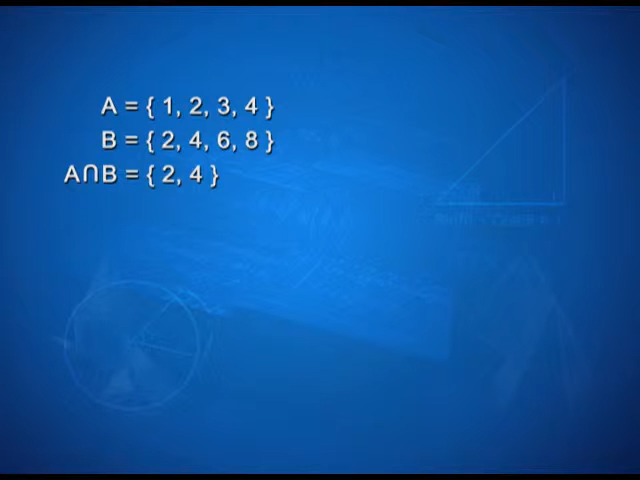 A = { 1, 2, 3, 4 }
B = { 2, 4, 6, 8 }
A∩B = { 2, 4 }